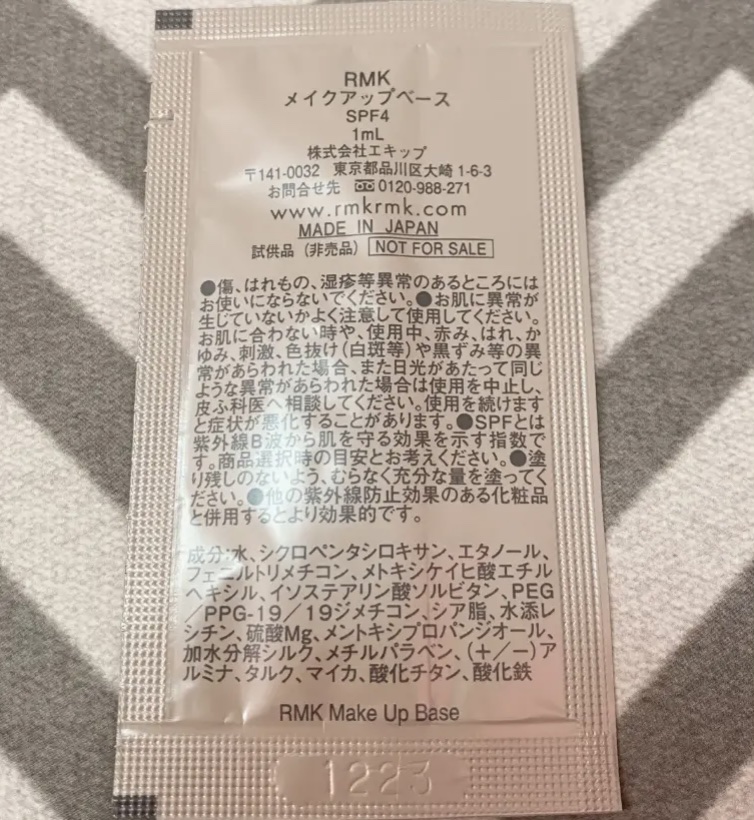 RMK
メイクアップベース
SPF4
1mL
株式会社エキップ
〒141-0032 東京都品川区大崎1-6-3
お問合せ先 0120-988-271
www.rmkrmk.com
MADE IN JAPAN
試供品（非売品）NOT FOR SALE
●傷、はれもの、湿疹等異常のあるところには
お使いにならないでください。●お肌に異常が
生じていないかよく注意して使用してください。
お肌に合わない時や、使用中、赤み、はれ、か
ゆみ、刺激、色抜け（白斑等）や黒ずみ等の異
常があらわれた場合、また日光があたって同じ
ような異常があらわれた場合は使用を中止し、
皮ふ科医へ相談してください。使用を続けます
と症状が悪化することがあります。●SPFとは
紫外線B波から肌を守る効果を示す指数で
す。商品選択時の目安とお考えください。●塗
り残しのないよう、むらなく充分な量を塗ってく
ださい。●他の紫外線防止効果のある化粧品
と併用するとより効果的です。
成分:水、シクロペンタシロキサン、エタノール、
フェニルトリメチコン、メトキシケイヒ酸エチル
ヘキシル、イソステアリン酸ソルビタン、PEG
／PPG-19／19ジメチコン、シア脂、水添レ
シチン、硫酸Mg、メントキシプロパンジオール、
加水分解シルク、メチルパラベン、（＋／－）ア
ルミナ、タルク、マイカ、酸化チタン、酸化鉄
RMK Make Up Base
1223